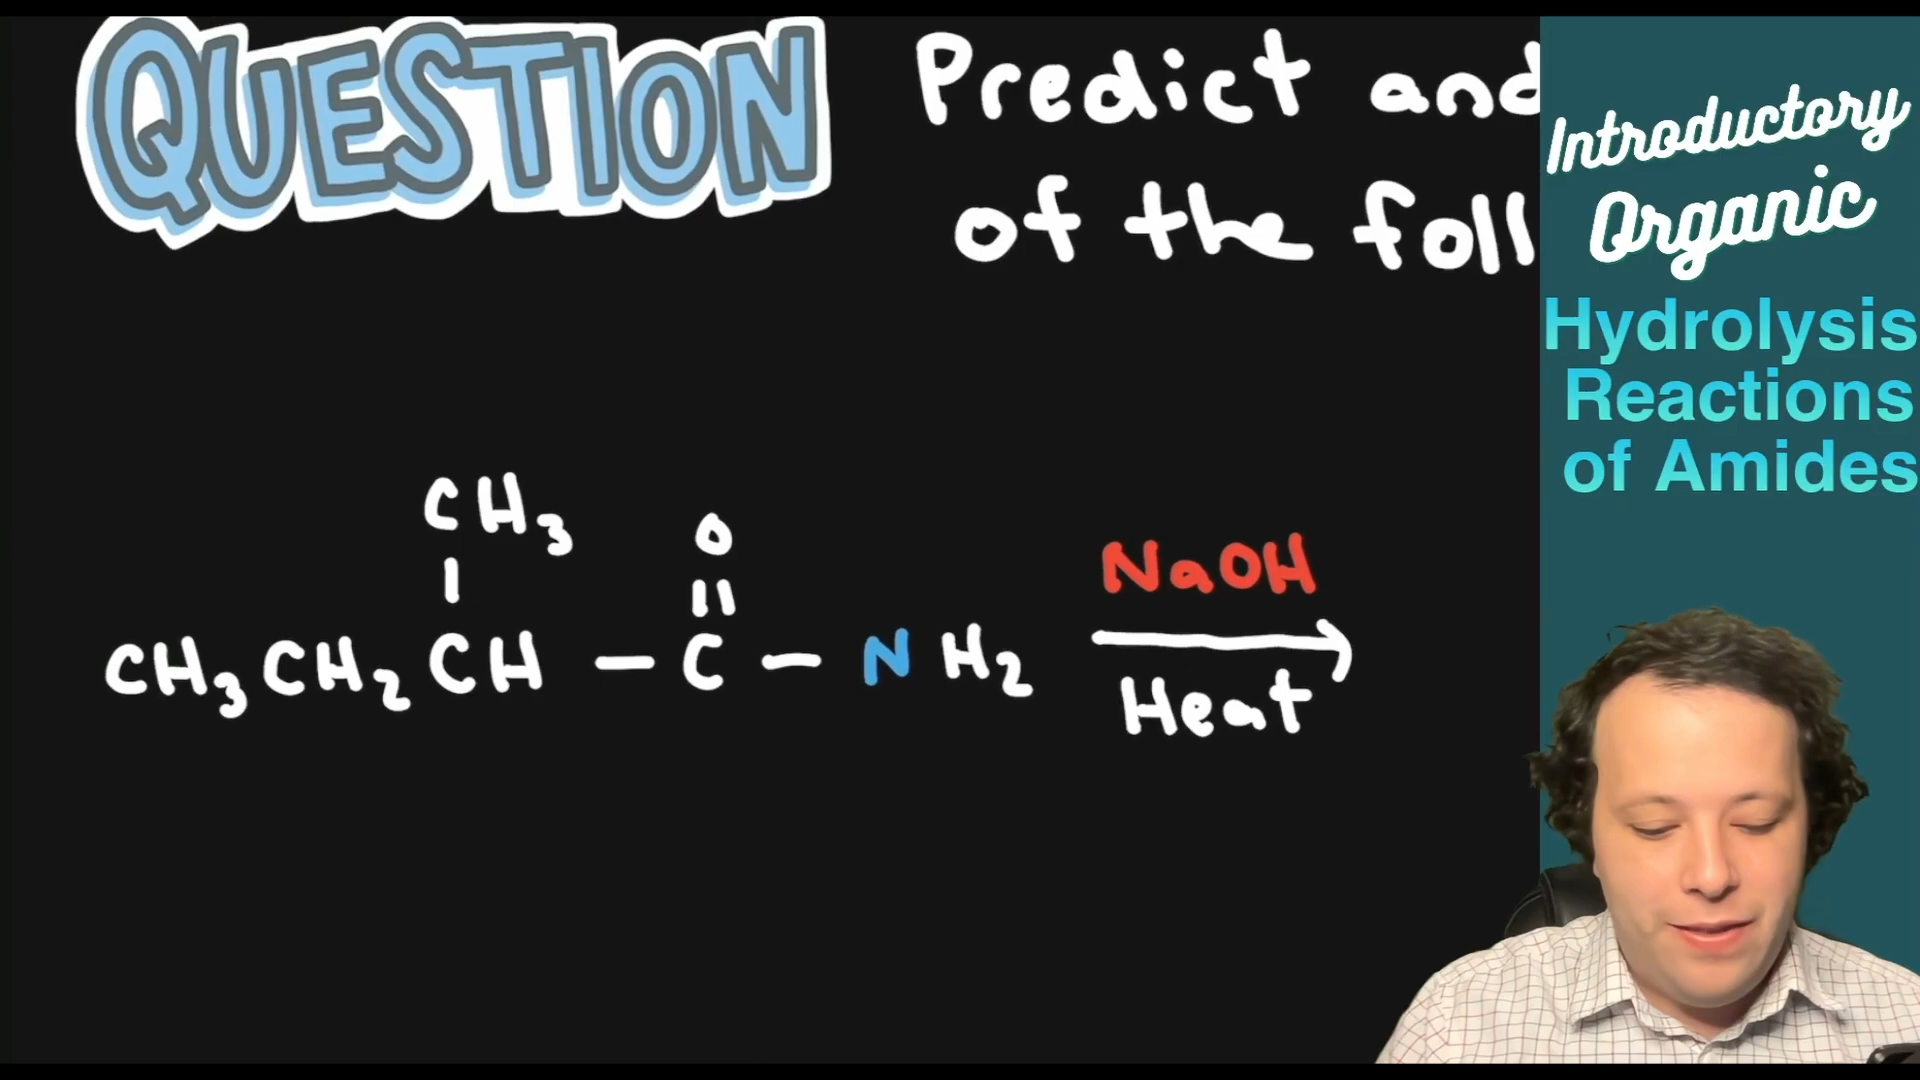 QUESTION
Predict and
of the foll
CH3
O
||
CH3CH2CH — C — NH2
NaOH
Heat
Introductory
Organic
Hydrolysis
Reactions
of Amides